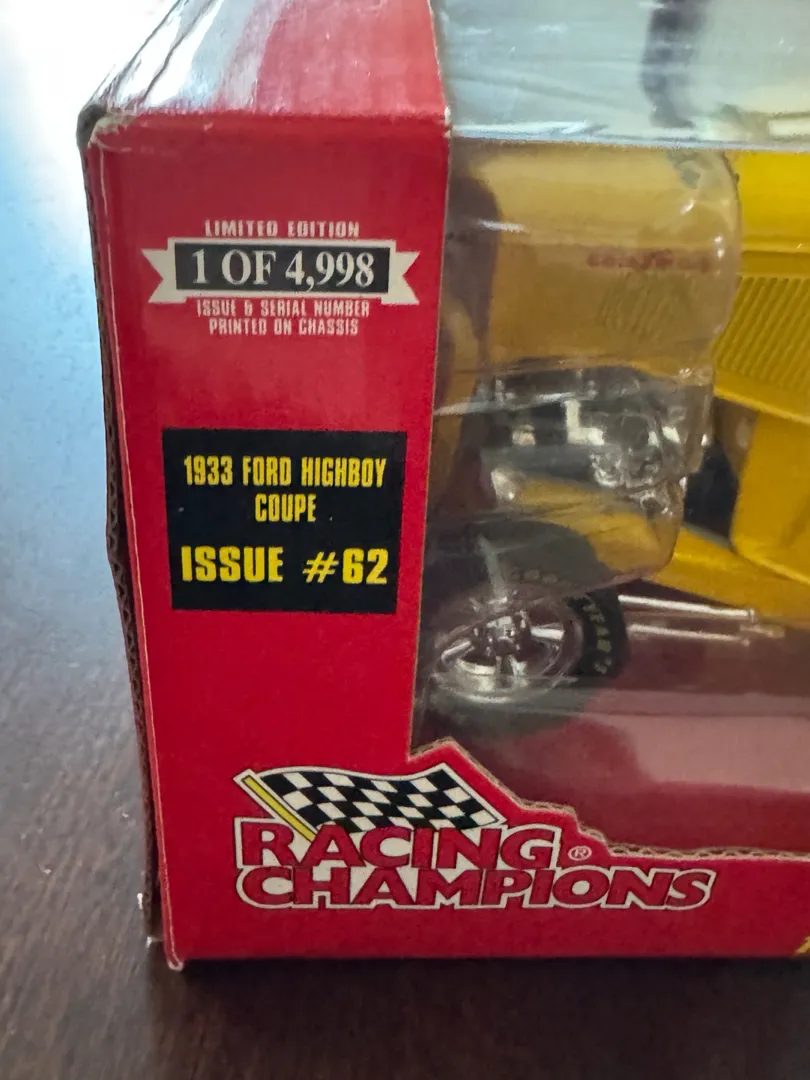 LIMITED EDITION
1 OF 4,998
ISSUE & SERIAL NUMBER
PRINTED ON CHASSIS
1933 FORD HIGHBOY
COUPE
ISSUE #62
RACING ®
CHAMPIONS